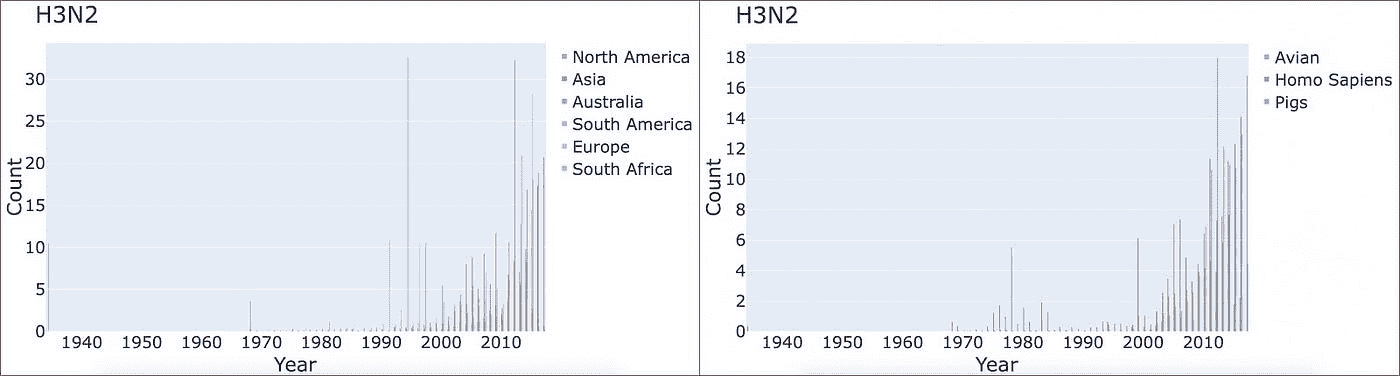 H3N2
30
25
20
15
10
5
0
Count
1940 1950 1960 1970 1980 1990 2000 2010
Year
North America
Asia
Australia
South America
Europe
South Africa
H3N2
18
16
14
12
10
8
6
4
2
0
Count
1940 1950 1960 1970 1980 1990 2000 2010
Year
Avian
Homo Sapiens
Pigs